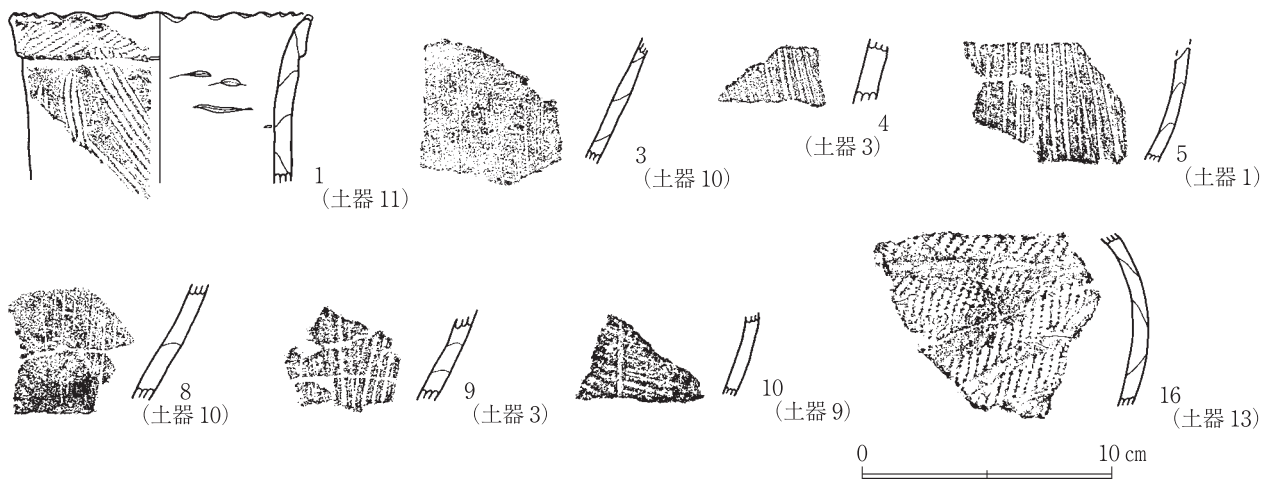 1
（土器 11）
3
（土器 10）
4
（土器 3）
5
（土器 1）
8
（土器 10）
9
（土器 3）
10
（土器 9）
16
（土器 13）
0 10 cm